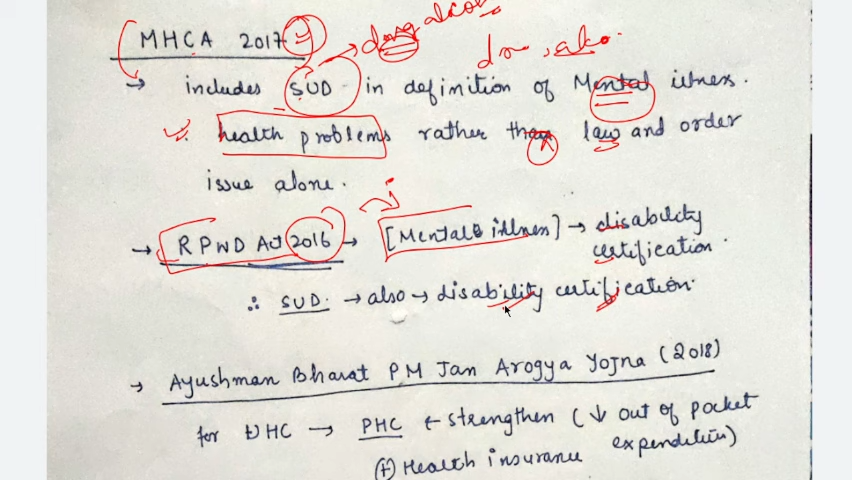 MHCA 2017
drug alcoh
→ includes SUD in definition of Mental illness.
health problems rather than law and order
issue alone.
→ RPWD Act 2016 → [Mental illness] → disability
certification.
∴ SUD. → also → disability certification.
→ Ayushman Bharat PM Jan Arogya Yojna (2018)
for UHC → PHC ← strengthen (↓ out of pocket
expenditure)
(+) Health insurance